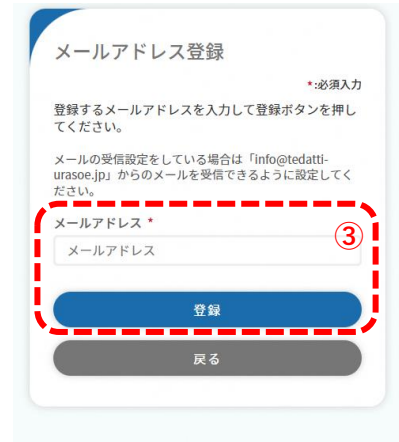 メールアドレス登録
*:必須入力
登録するメールアドレスを入力して登録ボタンを押し
てください。
メールの受信設定をしている場合は「info@tedatti-
urasoe.jp」からのメールを受信できるように設定してく
ださい。
メールアドレス *
③
メールアドレス
登録
戻る